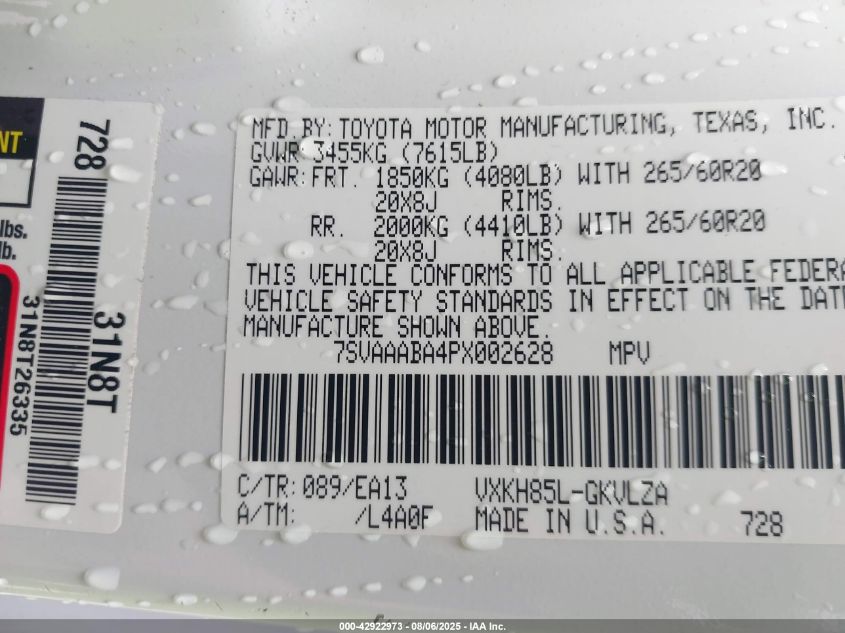 MFD. BY: TOYOTA MOTOR MANUFACTURING, TEXAS, INC.
GVWR 3455KG (7615LB)
GAWR: FRT. 1850KG (4080LB) WITH 265/60R20
20X8J RIMS.
RR. 2000KG (4410LB) WITH 265/60R20
20X8J RIMS.
THIS VEHICLE CONFORMS TO ALL APPLICABLE FEDERA
VEHICLE SAFETY STANDARDS IN EFFECT ON THE DAT
MANUFACTURE SHOWN ABOVE.
7SVAAABA4PX002628 MPV
C/TR: 089/EA13 VXKH85L-GKVLZA
A/TM: /L4A0F MADE IN U.S.A. 728
NT
lbs.
lb.
728
31N8T
31N8T26335
000-42922973 - 08/06/2025 - IAA Inc.